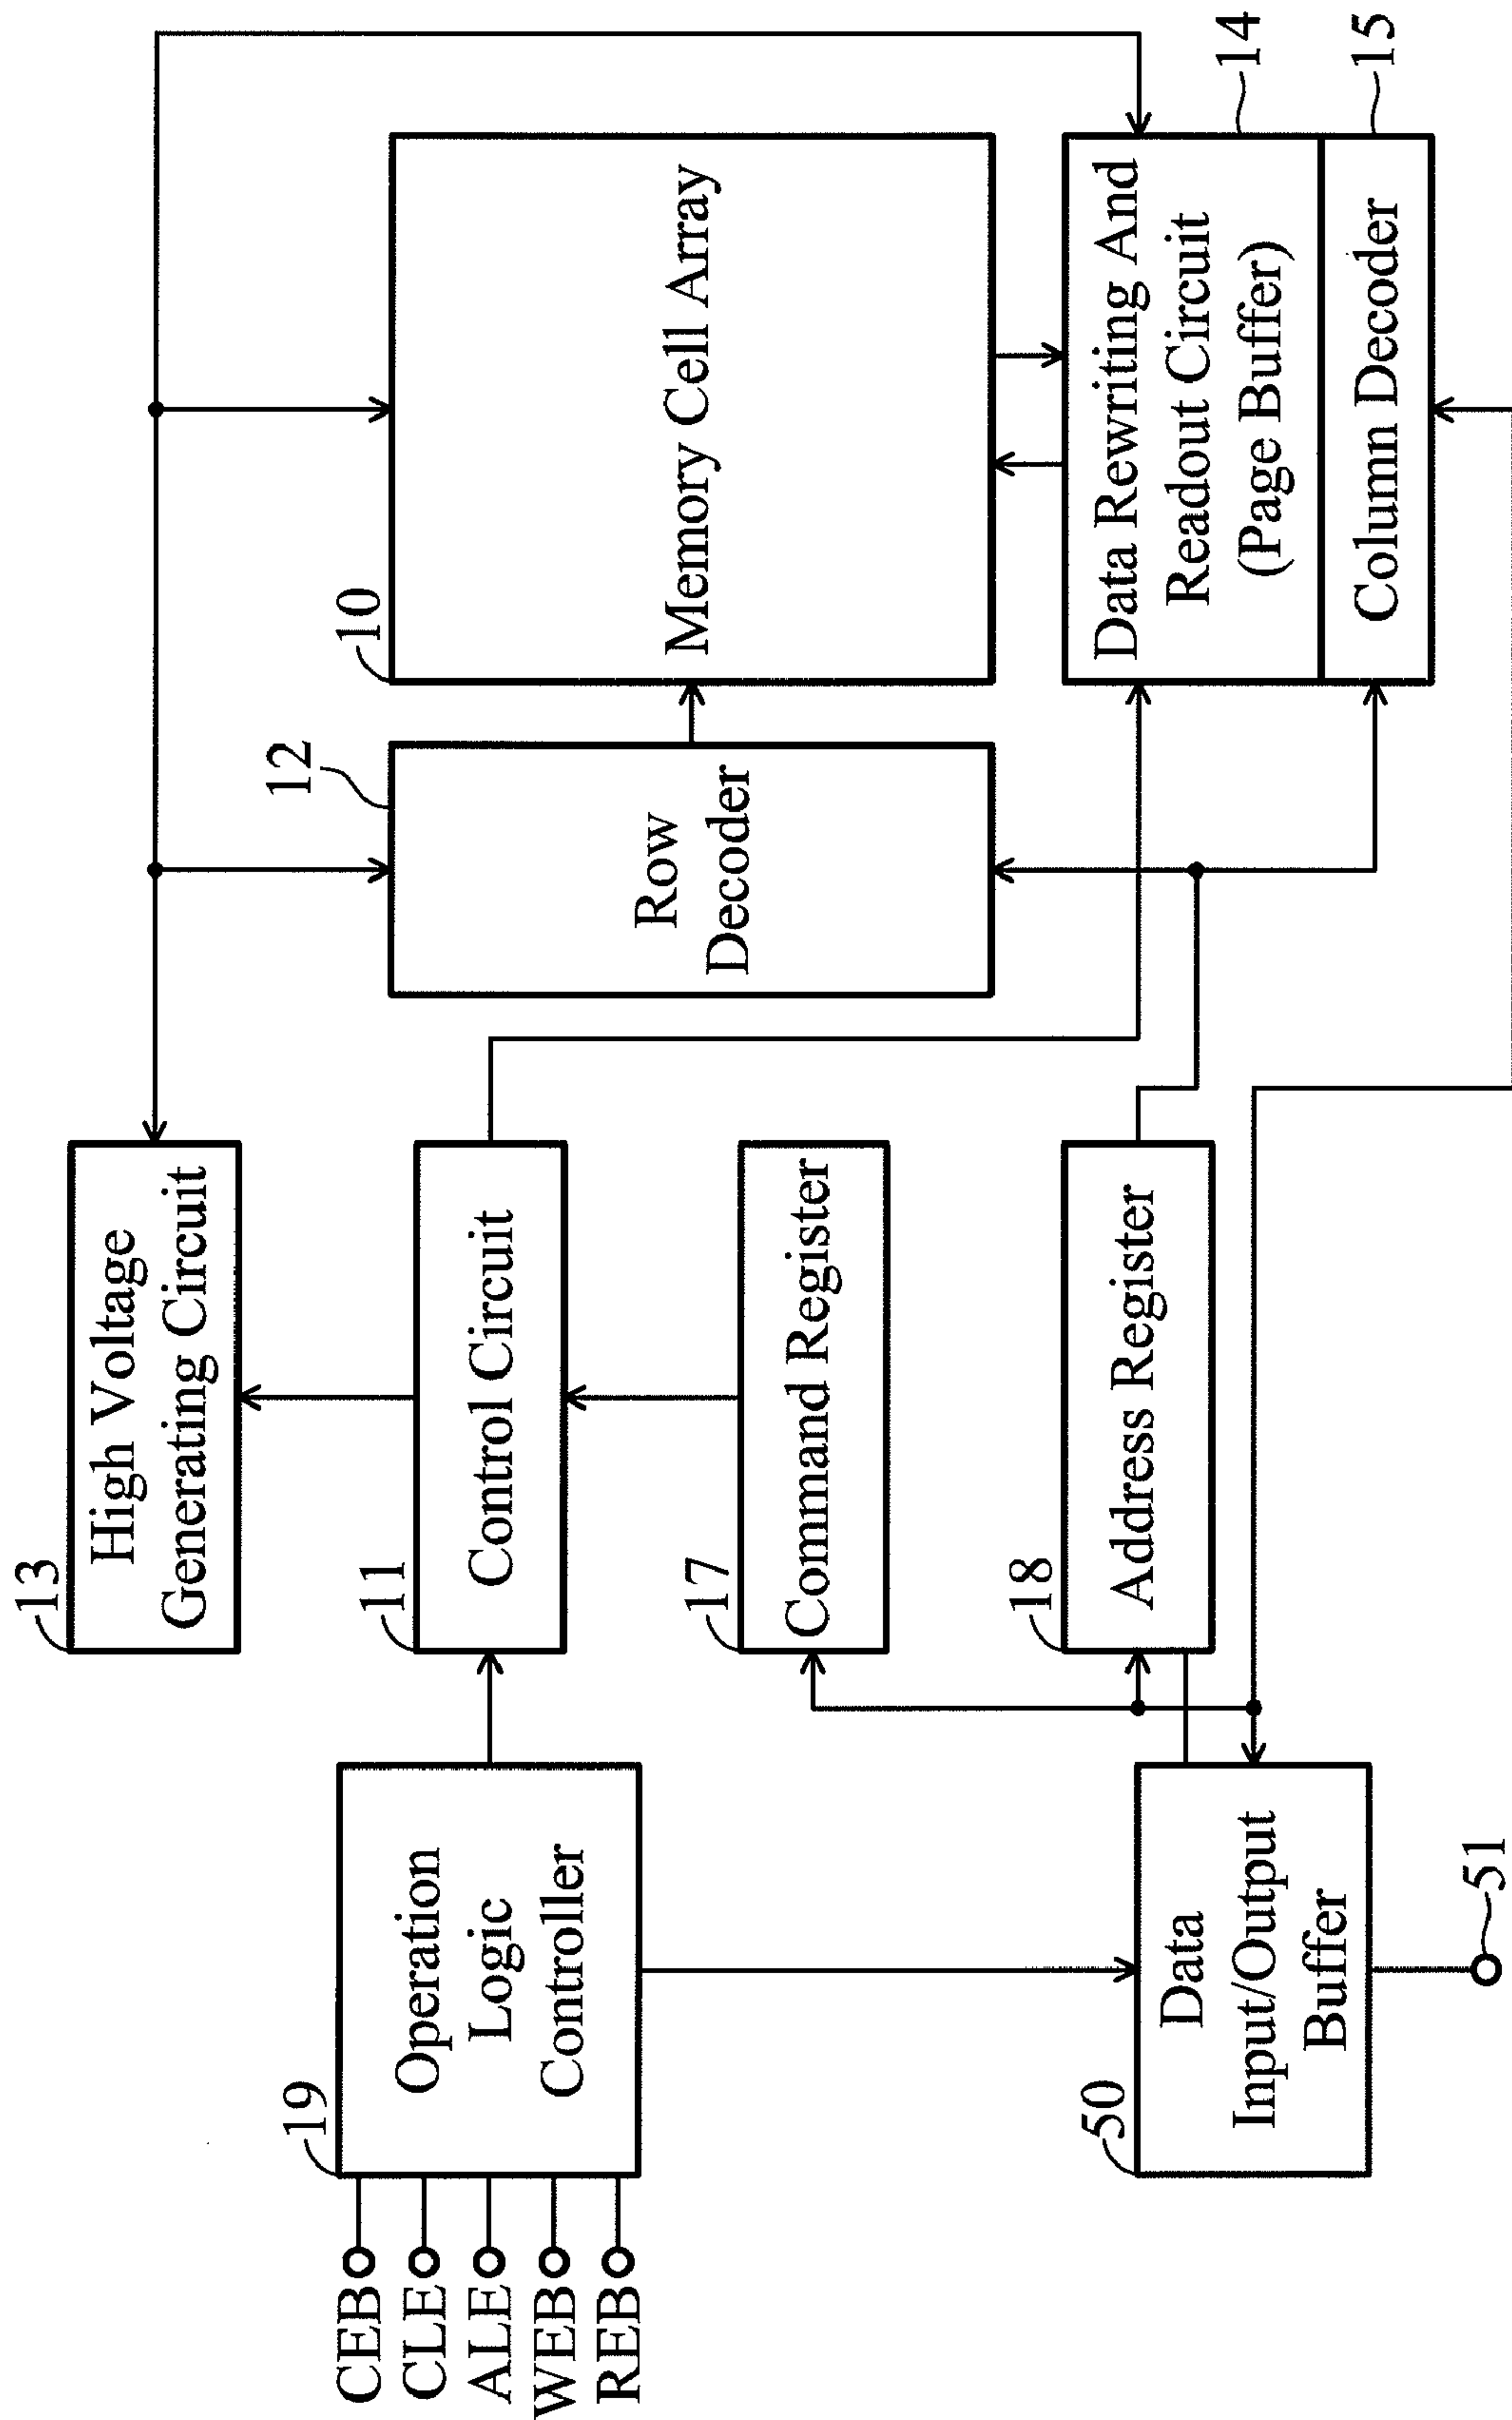 13
High Voltage
Generating Circuit
10
Memory Cell Array
12
Row
Decoder
11
Control Circuit
19
Operation
Logic
Controller
CEB
CLE
ALE
WEB
REB
17
Command Register
18
Address Register
Data Rewriting And
Readout Circuit
(Page Buffer)
14
Column Decoder
15
50
Data
Input/Output
Buffer
51